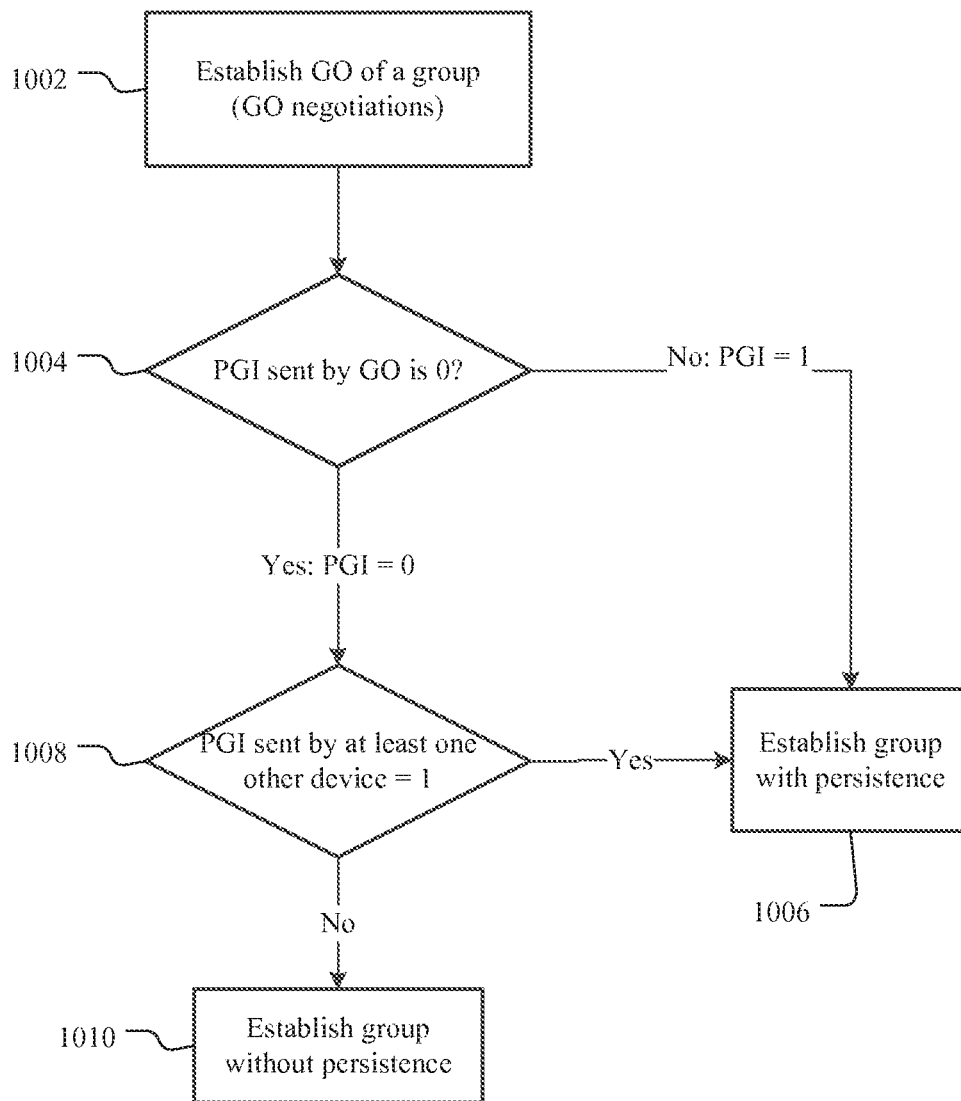 1002
Establish GO of a group
(GO negotiations)
1004
PGI sent by GO is 0?
No: PGI = 1
Yes: PGI = 0
1008
PGI sent by at least one
other device = 1
Yes
Establish group
with persistence
1006
No
1010
Establish group
without persistence